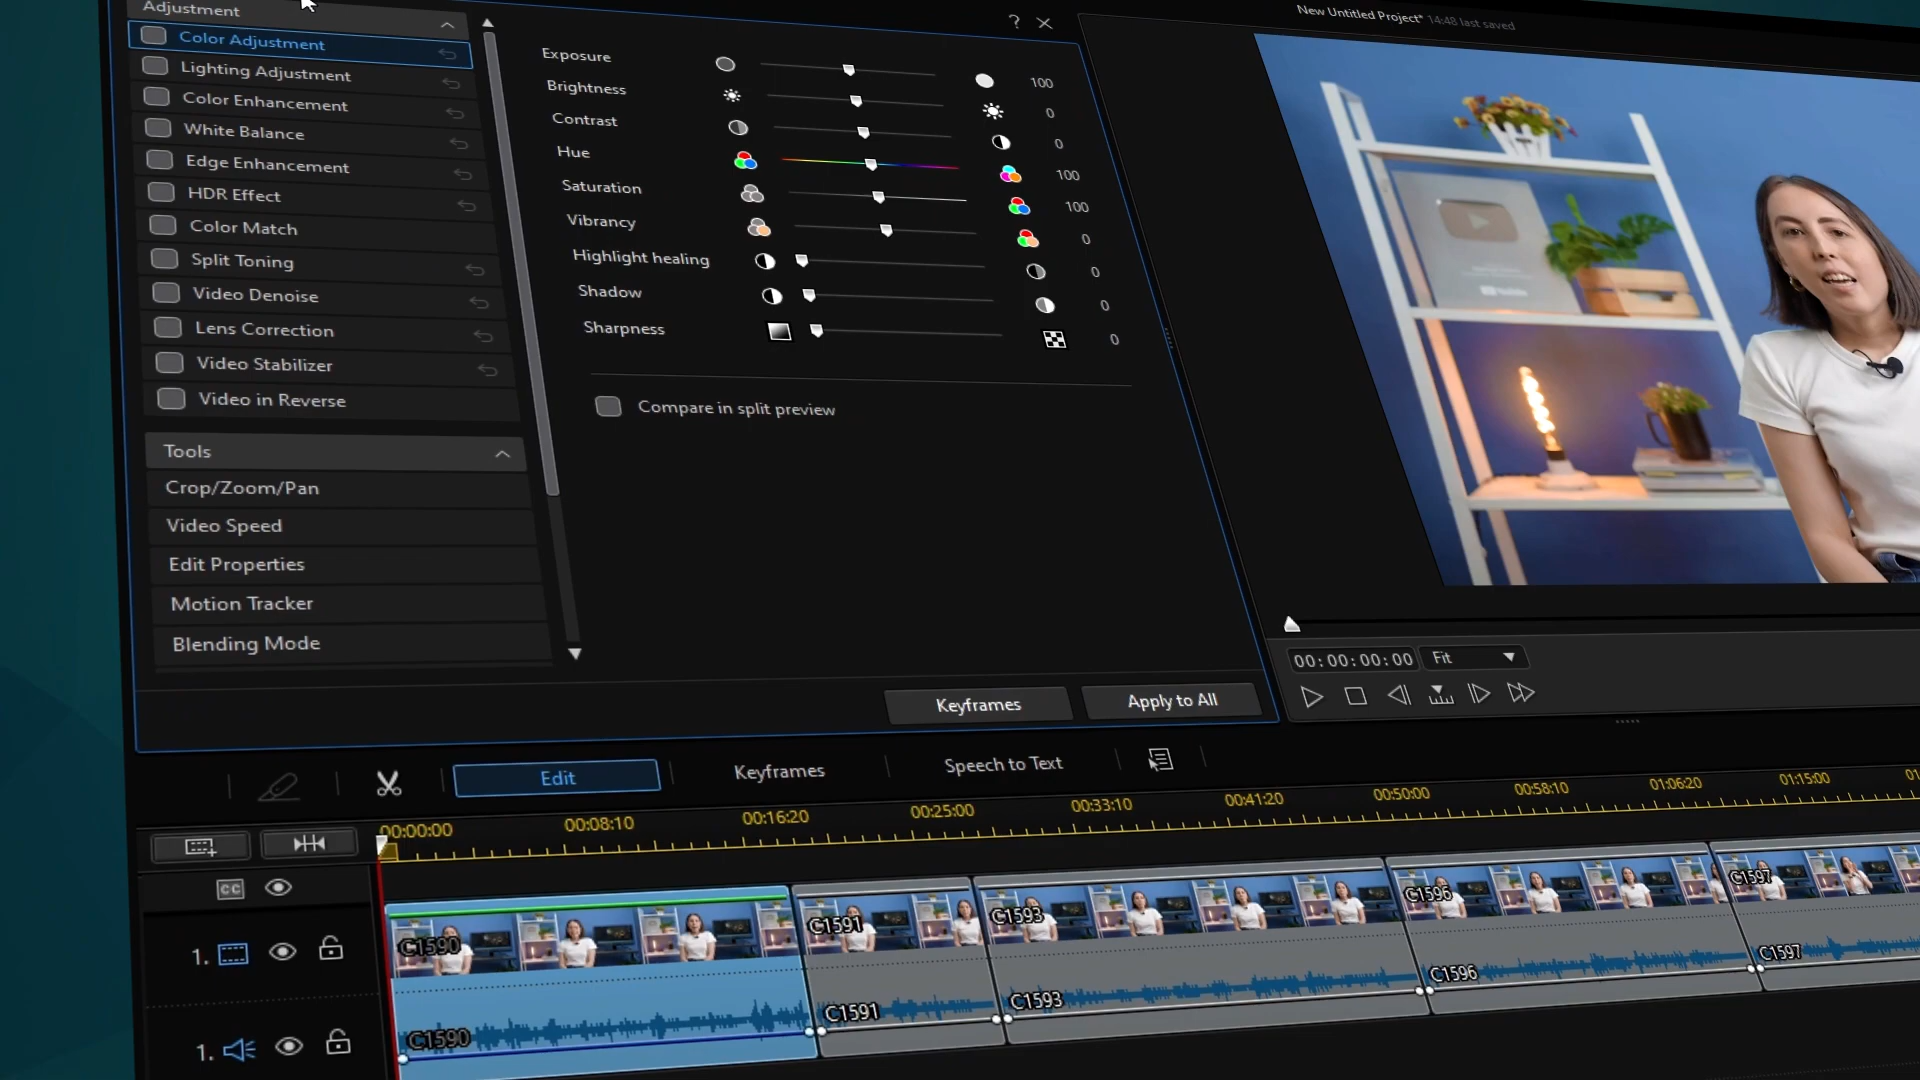 Adjustment
Color Adjustment
Lighting Adjustment
Color Enhancement
White Balance
Edge Enhancement
HDR Effect
Color Match
Split Toning
Video Denoise
Lens Correction
Video Stabilizer
Video in Reverse
Tools
Crop/Zoom/Pan
Video Speed
Edit Properties
Motion Tracker
Blending Mode
?
Exposure 100
Brightness 0
Contrast 0
Hue 100
Saturation 100
Vibrancy 0
Highlight healing 0
Shadow 0
Sharpness 0
Compare in split preview
Keyframes Apply to All
New Untitled Project* 14:48 last saved
YouTube
00:00:00:00 Fit
Edit Keyframes Speech to Text
00:00:00 00:08:10 00:16:20 00:25:00 00:33:10 00:41:20 00:50:00 00:58:10 01:06:20 01:15:00
CC
1.
C1590 C1591 C1593 C1596 C1597
1.
C1590 C1591 C1593 C1596 C1597